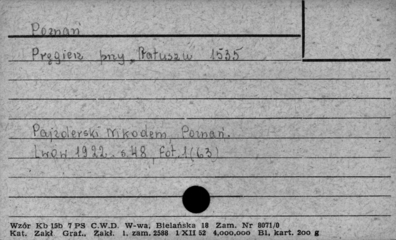 Poznań
Pręgierz przy Ratuszu 1535
Pajzderski Nikodem, Poznań.
Lwów 1922. s. 48, fot. 1 (63)
Wzór Kb 15b 7 PS C.W.D. W-wa, Bielańska 18 Zam. Nr 8071/0
Kat. Zakł. Graf., Zakł. 1. zam. 2588 1 XII 52 4,000.000 Bl, kart. 200 g